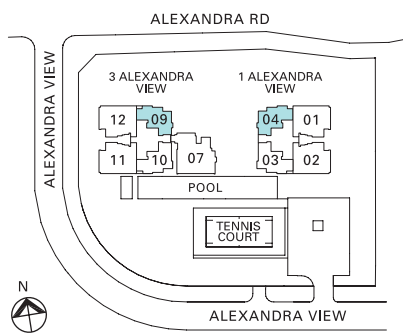 ALEXANDRA RD
ALEXANDRA VIEW
3 ALEXANDRA
VIEW
1 ALEXANDRA
VIEW
12
09
04
01
11
10
07
03
02
POOL
TENNIS
COURT
N
ALEXANDRA VIEW